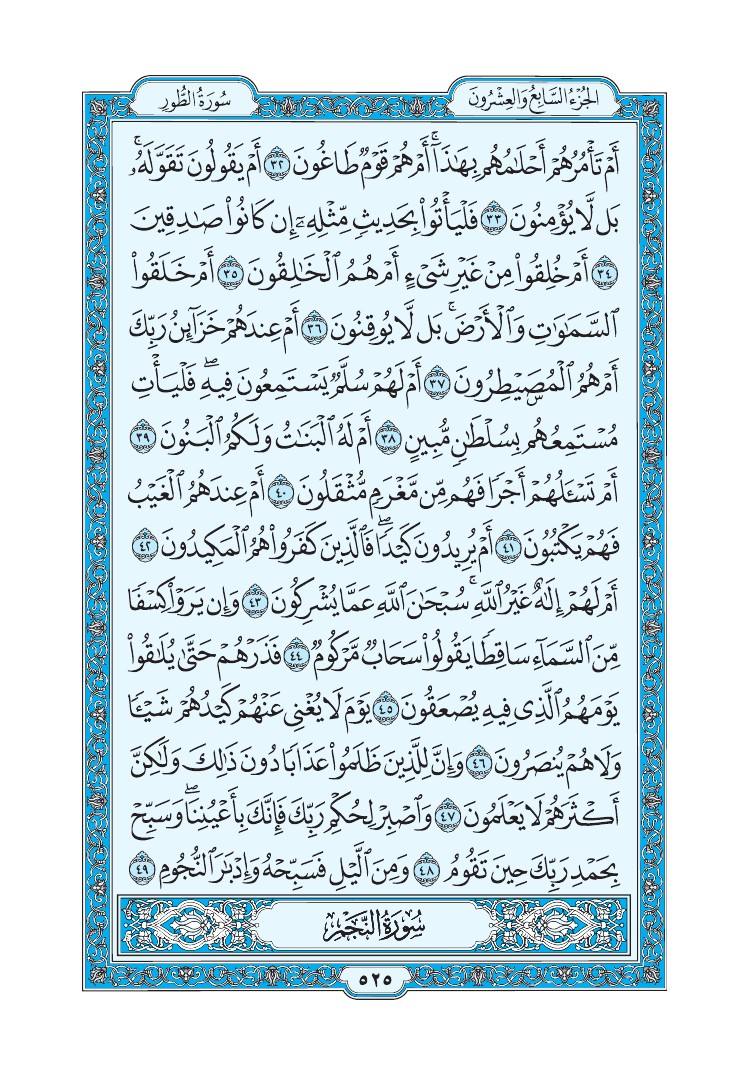 الجُزْءُ السَّابِعُ وَالعِشْرُونَ
سُورَةُ الطُّورِ
أَمْ تَأْمُرُهُمْ أَحْلَٰمُهُم بِهَٰذَآۚ أَمْ هُمْ قَوْمٌ طَاغُونَ ٣٢ أَمْ يَقُولُونَ تَقَوَّلَهُۥۚ
بَل لَّا يُؤْمِنُونَ ٣٣ فَلْيَأْتُوا۟ بِحَدِيثٍ مِّثْلِهِۦٓ إِن كَانُوا۟ صَٰدِقِينَ
٣٤ أَمْ خُلِقُوا۟ مِنْ غَيْرِ شَىْءٍ أَمْ هُمُ ٱلْخَٰلِقُونَ ٣٥ أَمْ خَلَقُوا۟
ٱلسَّمَٰوَٰتِ وَٱلْأَرْضَۚ بَل لَّا يُوقِنُونَ ٣٦ أَمْ عِندَهُمْ خَزَآئِنُ رَبِّكَ
أَمْ هُمُ ٱلْمُصَۣيْطِرُونَ ٣٧ أَمْ لَهُمْ سُلَّمٌ يَسْتَمِعُونَ فِيهِۖ فَلْيَأْتِ
مُسْتَمِعُهُم بِسُلْطَٰنٍ مُّبِينٍ ٣٨ أَمْ لَهُ ٱلْبَنَٰتُ وَلَكُمُ ٱلْبَنُونَ ٣٩
أَمْ تَسْـَٔلُهُمْ أَجْرًا فَهُم مِّن مَّغْرَمٍ مُّثْقَلُونَ ٤٠ أَمْ عِندَهُمُ ٱلْغَيْبُ
فَهُمْ يَكْتُبُونَ ٤١ أَمْ يُرِيدُونَ كَيْدًاۖ فَٱلَّذِينَ كَفَرُوا۟ هُمُ ٱلْمَكِيدُونَ ٤٢
أَمْ لَهُمْ إِلَٰهٌ غَيْرُ ٱللَّهِۚ سُبْحَٰنَ ٱللَّهِ عَمَّا يُشْرِكُونَ ٤٣ وَإِن يَرَوْا۟ كِسْفًا
مِّنَ ٱلسَّمَآءِ سَاقِطًا يَقُولُوا۟ سَحَابٌ مَّرْكُومٌ ٤٤ فَذَرْهُمْ حَتَّىٰ يُلَٰقُوا۟
يَوْمَهُمُ ٱلَّذِى فِيهِ يُصْعَقُونَ ٤٥ يَوْمَ لَا يُغْنِى عَنْهُمْ كَيْدُهُمْ شَيْـًٔا
وَلَا هُمْ يُنصَرُونَ ٤٦ وَإِنَّ لِلَّذِينَ ظَلَمُوا۟ عَذَابًا دُونَ ذَٰلِكَ وَلَٰكِنَّ
أَكْثَرَهُمْ لَا يَعْلَمُونَ ٤٧ وَٱصْبِرْ لِحُكْمِ رَبِّكَ فَإِنَّكَ بِأَعْيُنِنَاۖ وَسَبِّحْ
بِحَمْدِ رَبِّكَ حِينَ تَقُومُ ٤٨ وَمِنَ ٱلَّيْلِ فَسَبِّحْهُ وَإِدْبَٰرَ ٱلنُّجُومِ ٤٩
سُورَةُ النَّجْمِ
٥٢٥